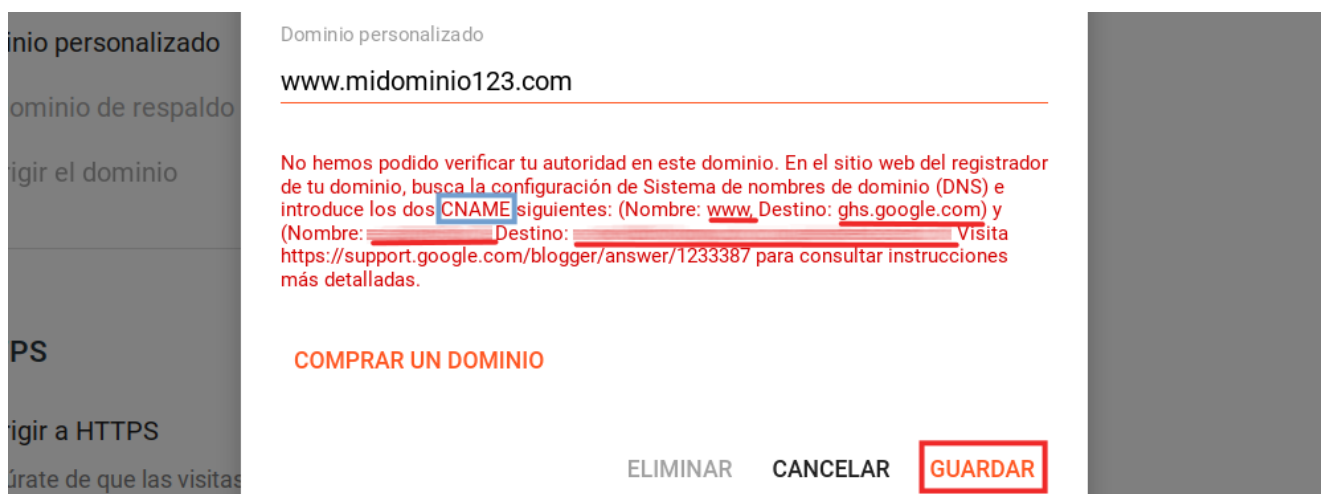 inio personalizado
ominio de respaldo
rigir el dominio
PS
rigir a HTTPS
úrate de que las visitas
Dominio personalizado
www.midominio123.com
No hemos podido verificar tu autoridad en este dominio. En el sitio web del registrador
de tu dominio, busca la configuración de Sistema de nombres de dominio (DNS) e
introduce los dos CNAME siguientes: (Nombre: www, Destino: ghs.google.com) y
(Nombre: Destino: Visita
https://support.google.com/blogger/answer/1233387 para consultar instrucciones
más detalladas.
COMPRAR UN DOMINIO
ELIMINAR CANCELAR GUARDAR